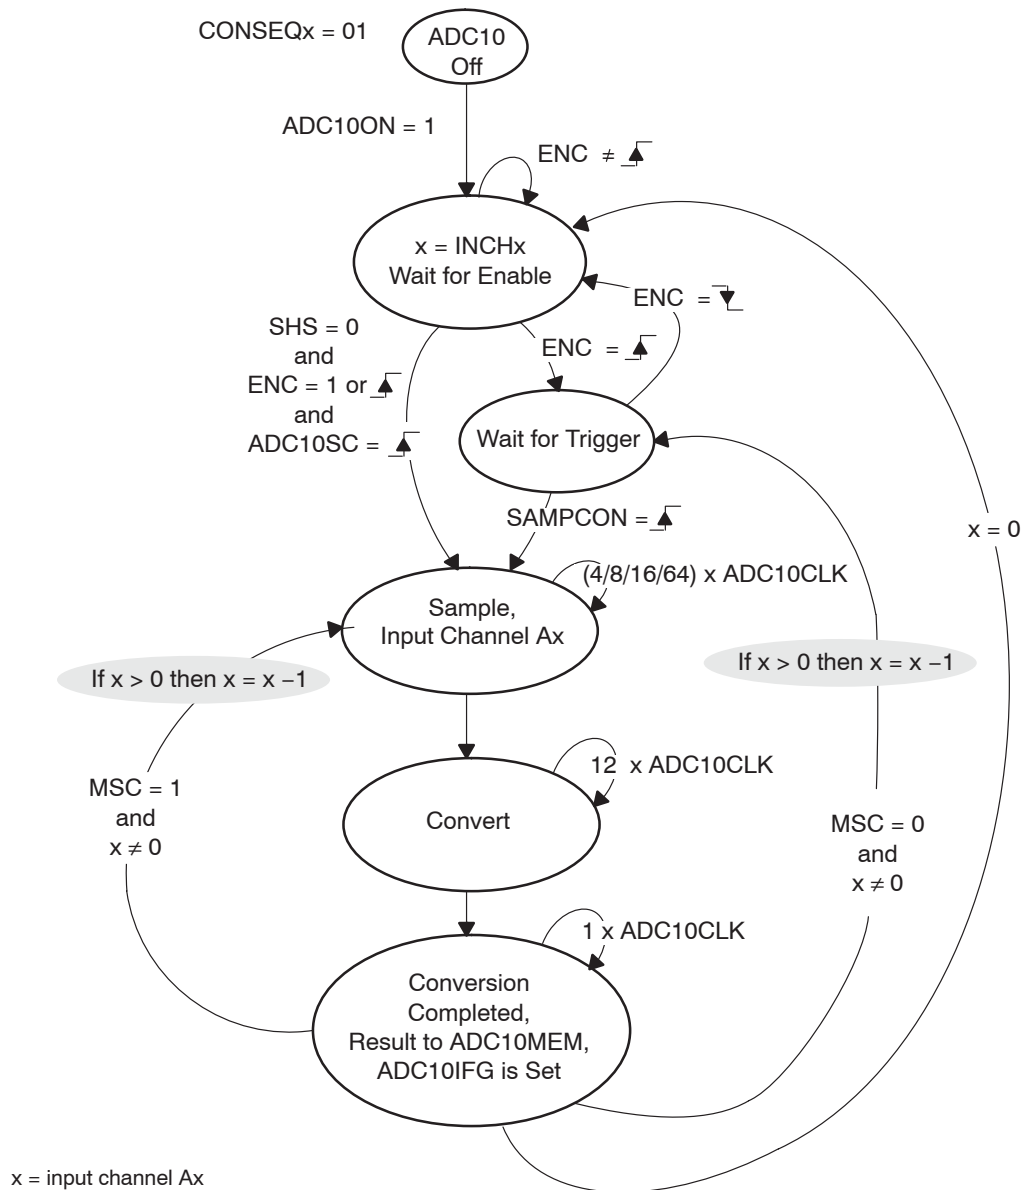 CONSEQx = 01
ADC10
Off
ADC10ON = 1
ENC ≠
x = INCHx
Wait for Enable
ENC =
SHS = 0
and
ENC = 1 or
and
ADC10SC =
ENC =
Wait for Trigger
SAMPCON =
x = 0
(4/8/16/64) x ADC10CLK
Sample,
Input Channel Ax
If x > 0 then x = x −1
If x > 0 then x = x −1
12 x ADC10CLK
MSC = 1
and
x ≠ 0
Convert
MSC = 0
and
x ≠ 0
1 x ADC10CLK
Conversion
Completed,
Result to ADC10MEM,
ADC10IFG is Set
x = input channel Ax